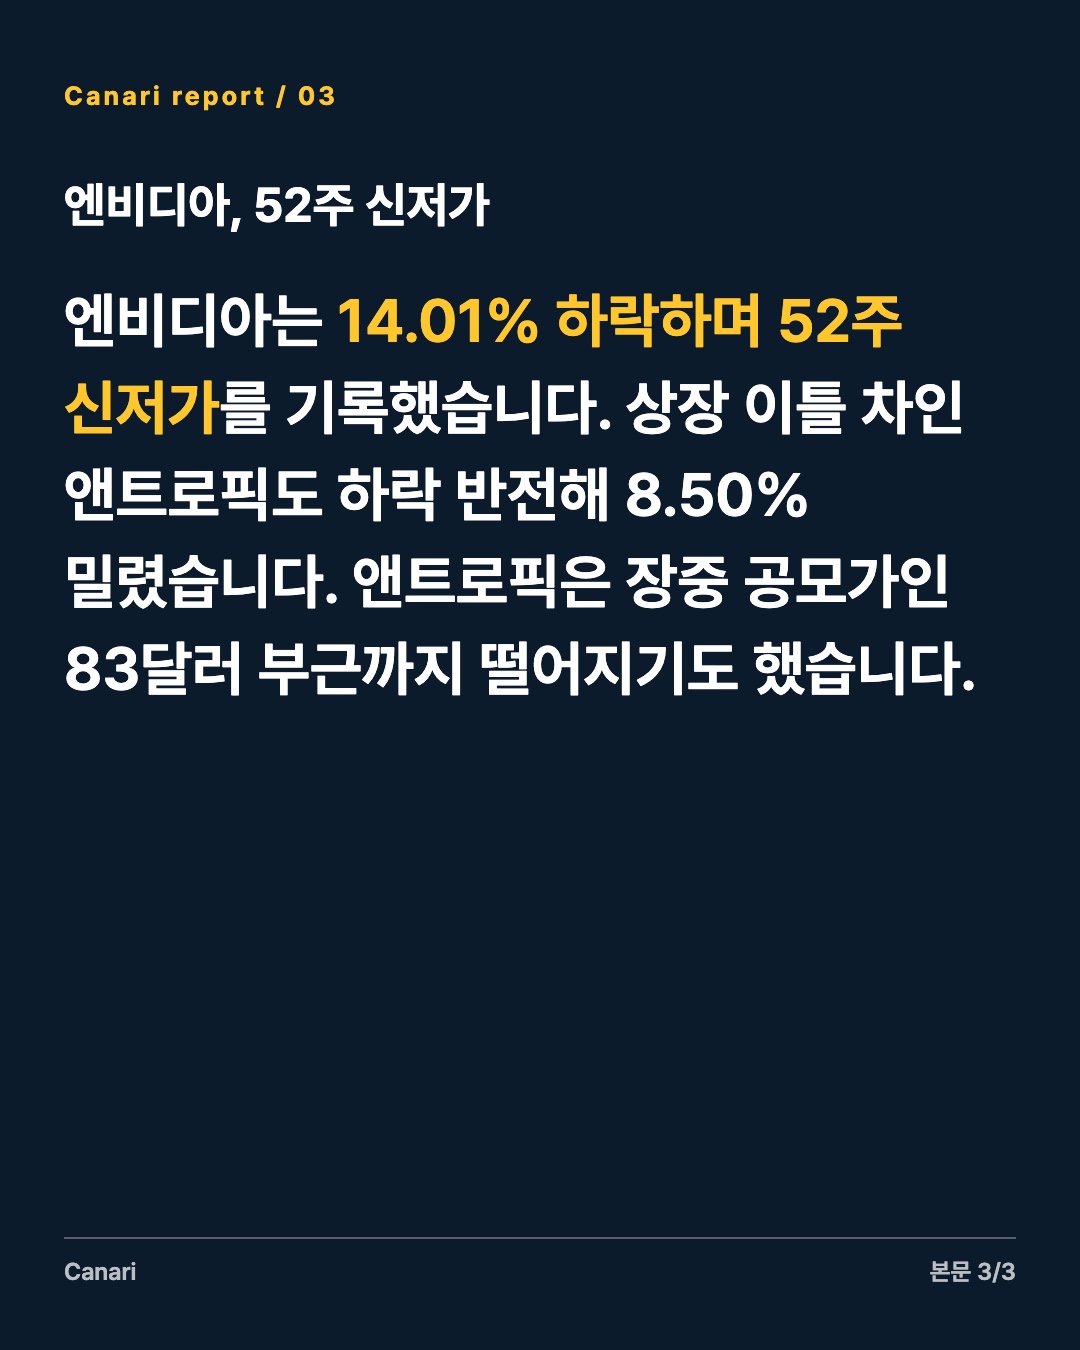 Canari report / 03
엔비디아, 52주 신저가
엔비디아는 14.01% 하락하며 52주
신저가를 기록했습니다. 상장 이틀 차인
앤트로픽도 하락 반전해 8.50%
밀렸습니다. 앤트로픽은 장중 공모가인
83달러 부근까지 떨어지기도 했습니다.
Canari
본문 3/3